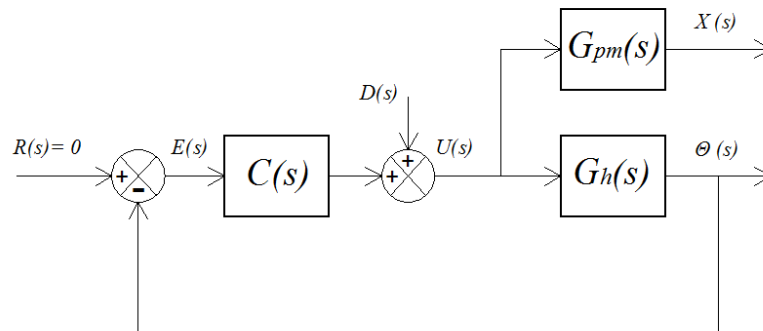 Gpm(s)
X(s)
D(s)
R(s)= 0
E(s)
C(s)
U(s)
Gh(s)
Θ(s)
+
-
+
+